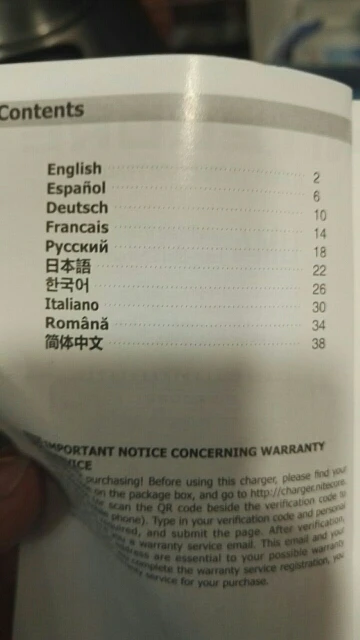 Contents
English 2
Español 6
Deutsch 10
Francais 14
Русский 18
日本語 22
한국어 26
Italiano 30
Română 34
简体中文 38
IMPORTANT NOTICE CONCERNING WARRANTY
purchasing! Before using this charger, please find your
on the package box, and go to http://charger.nitecore.
scan the QR code beside the verification code to
phone). Type in your verification code and personal
and submit the page. After verification,
a warranty service email. This email and your
are essential to your possible warranty
complete the warranty service registration, you
service for your purchase.